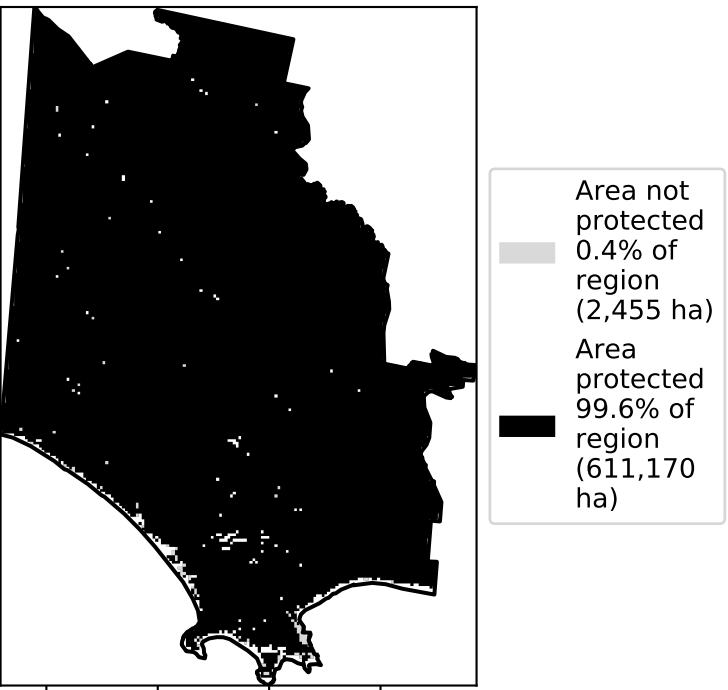 Area not
protected
0.4% of
region
(2,455 ha)
Area
protected
99.6% of
region
(611,170
ha)